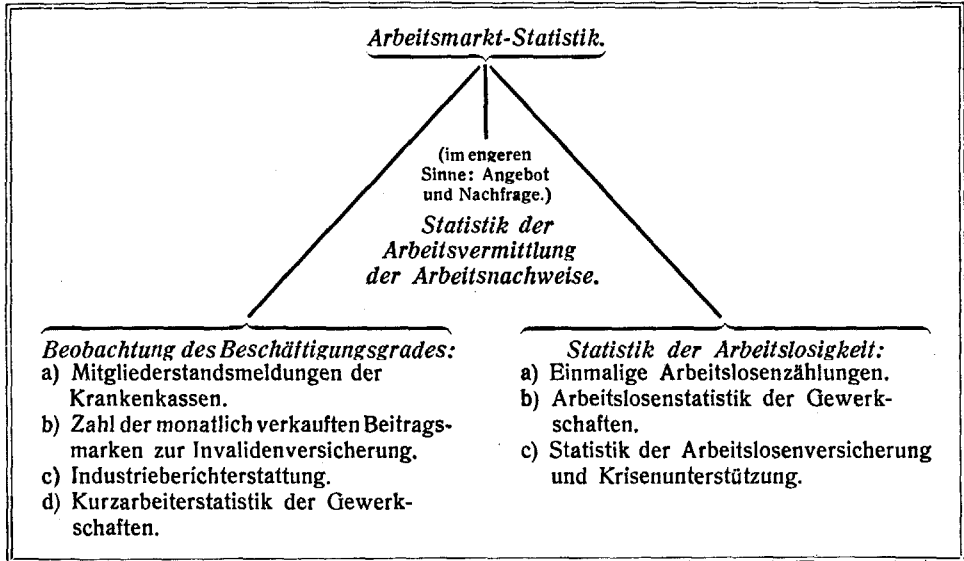 Arbeitsmarkt-Statistik.
(im engeren
Sinne: Angebot
und Nachfrage.)
Statistik der
Arbeitsvermittlung
der Arbeitsnachweise.
Beobachtung des Beschäftigungsgrades:
a) Mitgliederstandsmeldungen der
Krankenkassen.
b) Zahl der monatlich verkauften Beitrags-
marken zur Invalidenversicherung.
c) Industrieberichterstattung.
d) Kurzarbeiterstatistik der Gewerk-
schaften.
Statistik der Arbeitslosigkeit:
a) Einmalige Arbeitslosenzählungen.
b) Arbeitslosenstatistik der Gewerk-
schaften.
c) Statistik der Arbeitslosenversicherung
und Krisenunterstützung.